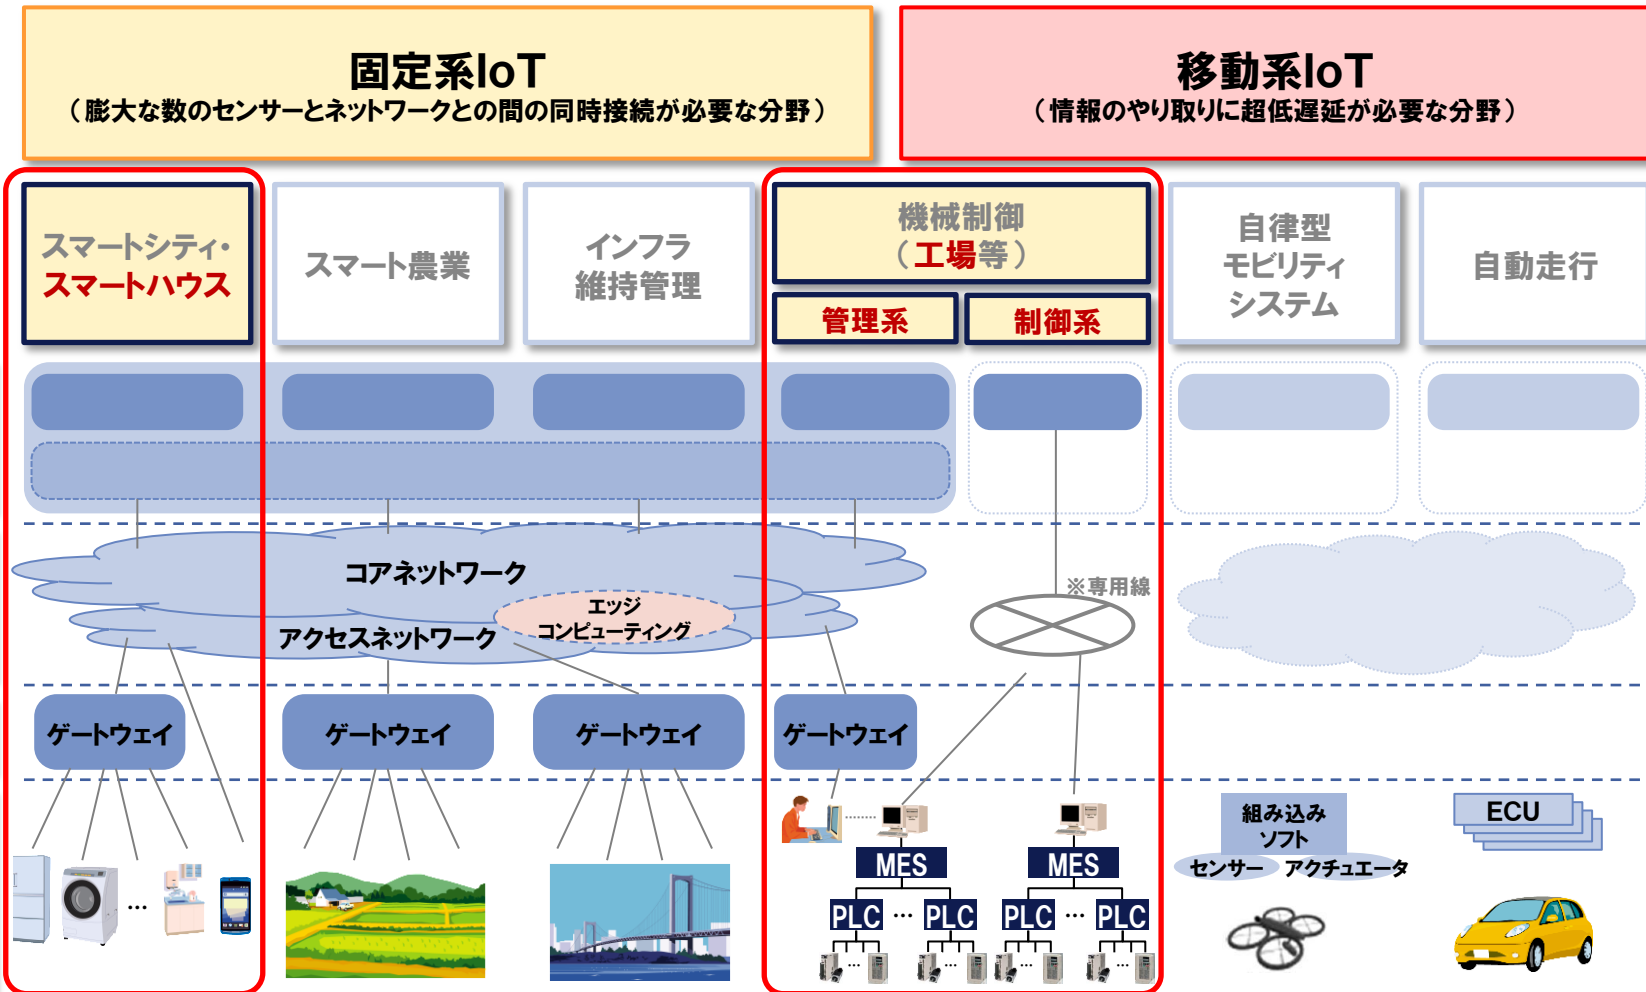 固定系IoT
（膨大な数のセンサーとネットワークとの間の同時接続が必要な分野）
移動系IoT
（情報のやり取りに超低遅延が必要な分野）
スマートシティ・
スマートハウス
スマート農業
インフラ
維持管理
機械制御
（工場等）
管理系
制御系
自律型
モビリティ
システム
自動走行
コアネットワーク
エッジ
コンピューティング
アクセスネットワーク
※専用線
ゲートウェイ
ゲートウェイ
ゲートウェイ
ゲートウェイ
…
MES
MES
PLC
…
PLC
PLC
…
PLC
…
…
…
…
組み込み
ソフト
センサー
アクチュエータ
ECU